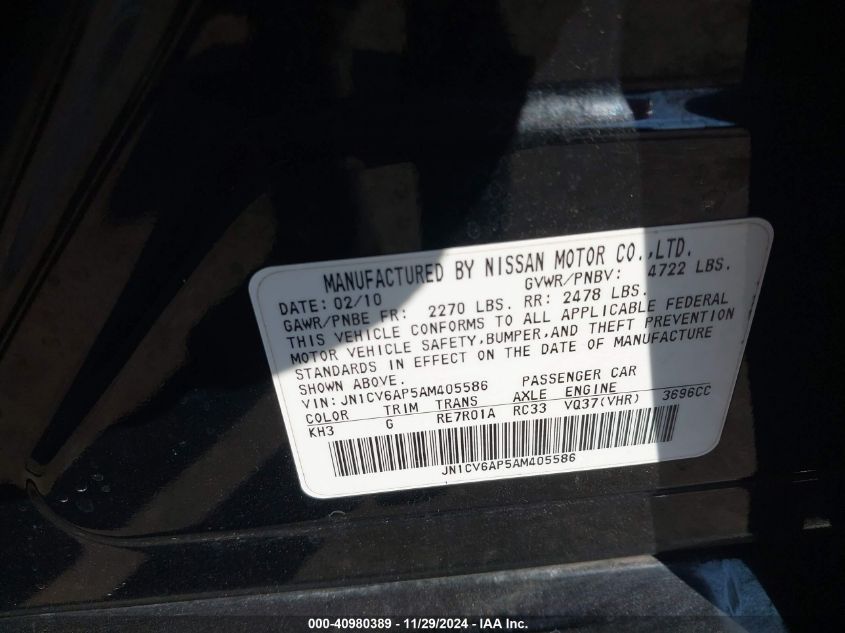 MANUFACTURED BY NISSAN MOTOR CO.,LTD.
DATE: 02/10 GVWR/PNBV: 4722 LBS.
GAWR/PNBE FR: 2270 LBS. RR: 2478 LBS.
THIS VEHICLE CONFORMS TO ALL APPLICABLE FEDERAL
MOTOR VEHICLE SAFETY,BUMPER,AND THEFT PREVENTION
STANDARDS IN EFFECT ON THE DATE OF MANUFACTURE
SHOWN ABOVE.
VIN: JN1CV6AP5AM405586 PASSENGER CAR
COLOR TRIM TRANS AXLE ENGINE
KH3 G RE7R01A RC33 VQ37(VHR) 3696CC
JN1CV6AP5AM405586
000-40980389 - 11/29/2024 - IAA Inc.